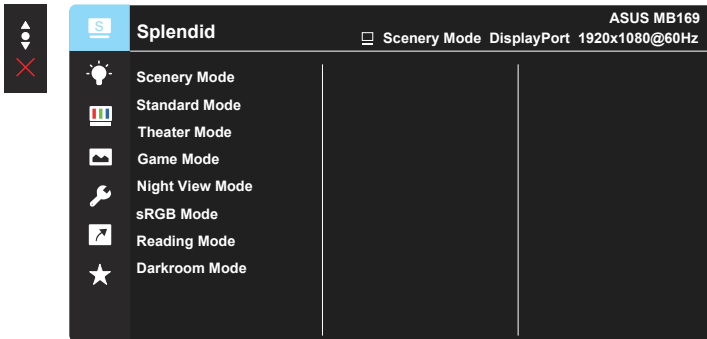 S
Splendid
ASUS MB169
Scenery Mode DisplayPort 1920x1080@60Hz
Scenery Mode
Standard Mode
Theater Mode
Game Mode
Night View Mode
sRGB Mode
Reading Mode
Darkroom Mode